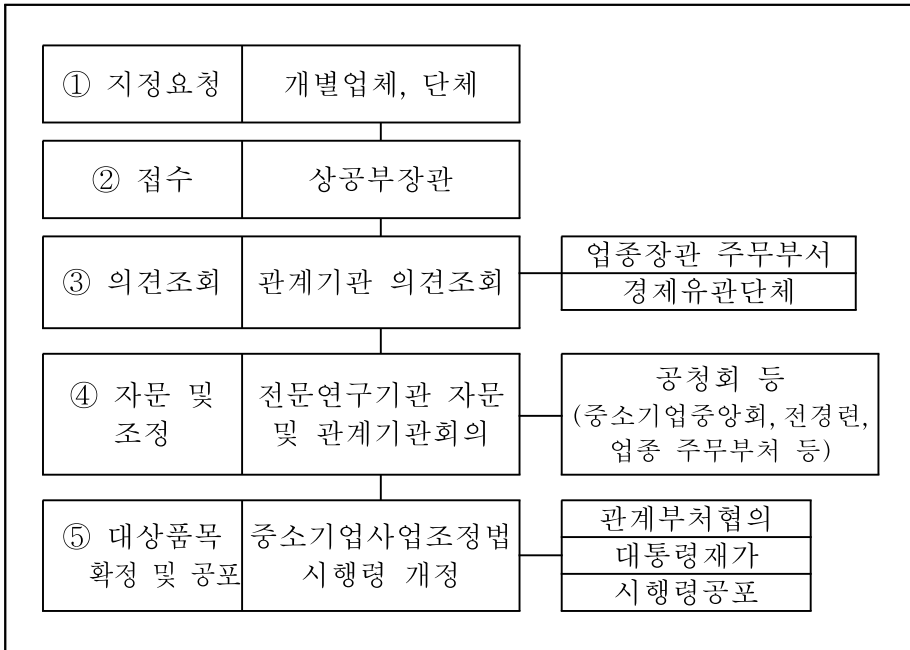 ① 지정요청
개별업체, 단체
② 접수
상공부장관
③ 의견조회
관계기관 의견조회
업종장관 주무부서
경제유관단체
④ 자문 및
조정
전문연구기관 자문
및 관계기관회의
공청회 등
(중소기업중앙회, 전경련,
업종 주무부처 등)
⑤ 대상품목
확정 및 공포
중소기업사업조정법
시행령 개정
관계부처협의
대통령재가
시행령공포